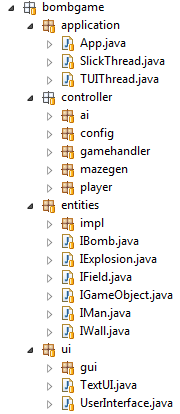 bombgame
application
App.java
SlickThread.java
TUIThread.java
controller
ai
config
gamehandler
mazegen
player
entities
impl
IBomb.java
IExplosion.java
IField.java
IGameObject.java
IMan.java
IWall.java
ui
gui
TextUI.java
UserInterface.java